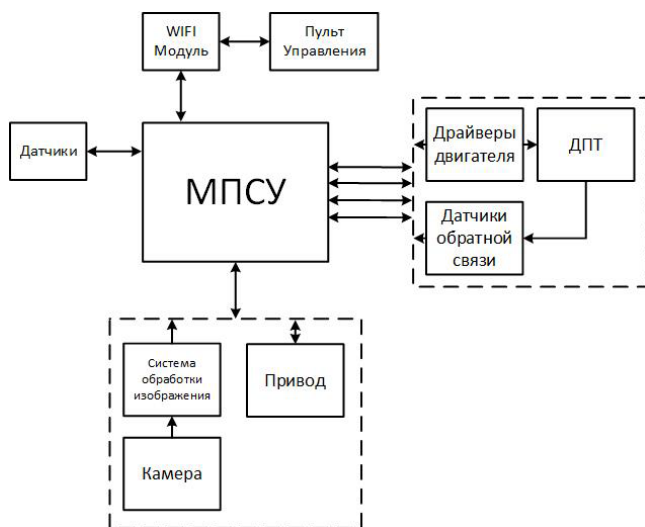 WIFI
Модуль
Пульт
Управления
Датчики
МПСУ
Драйверы
двигателя
ДПТ
Датчики
обратной
связи
Система
обработки
изображения
Привод
Камера